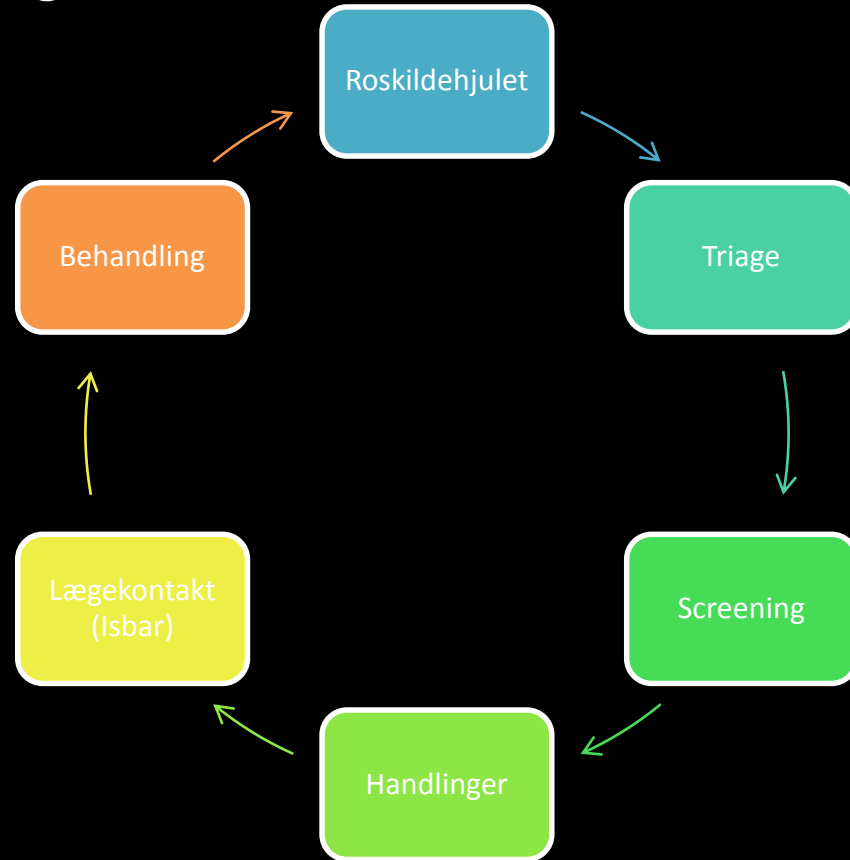 Roskildehjulet
Triage
Screening
Handlinger
Lægekontakt
(Isbar)
Behandling